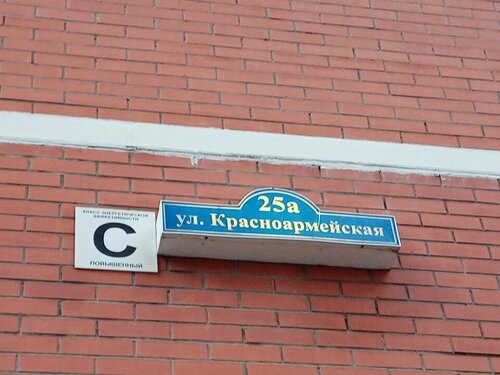 КЛАСС ЭНЕРГЕТИЧЕСКОЙ
ЭФФЕКТИВНОСТИ
С
ПОВЫШЕННЫЙ
25а
ул. Красноармейская